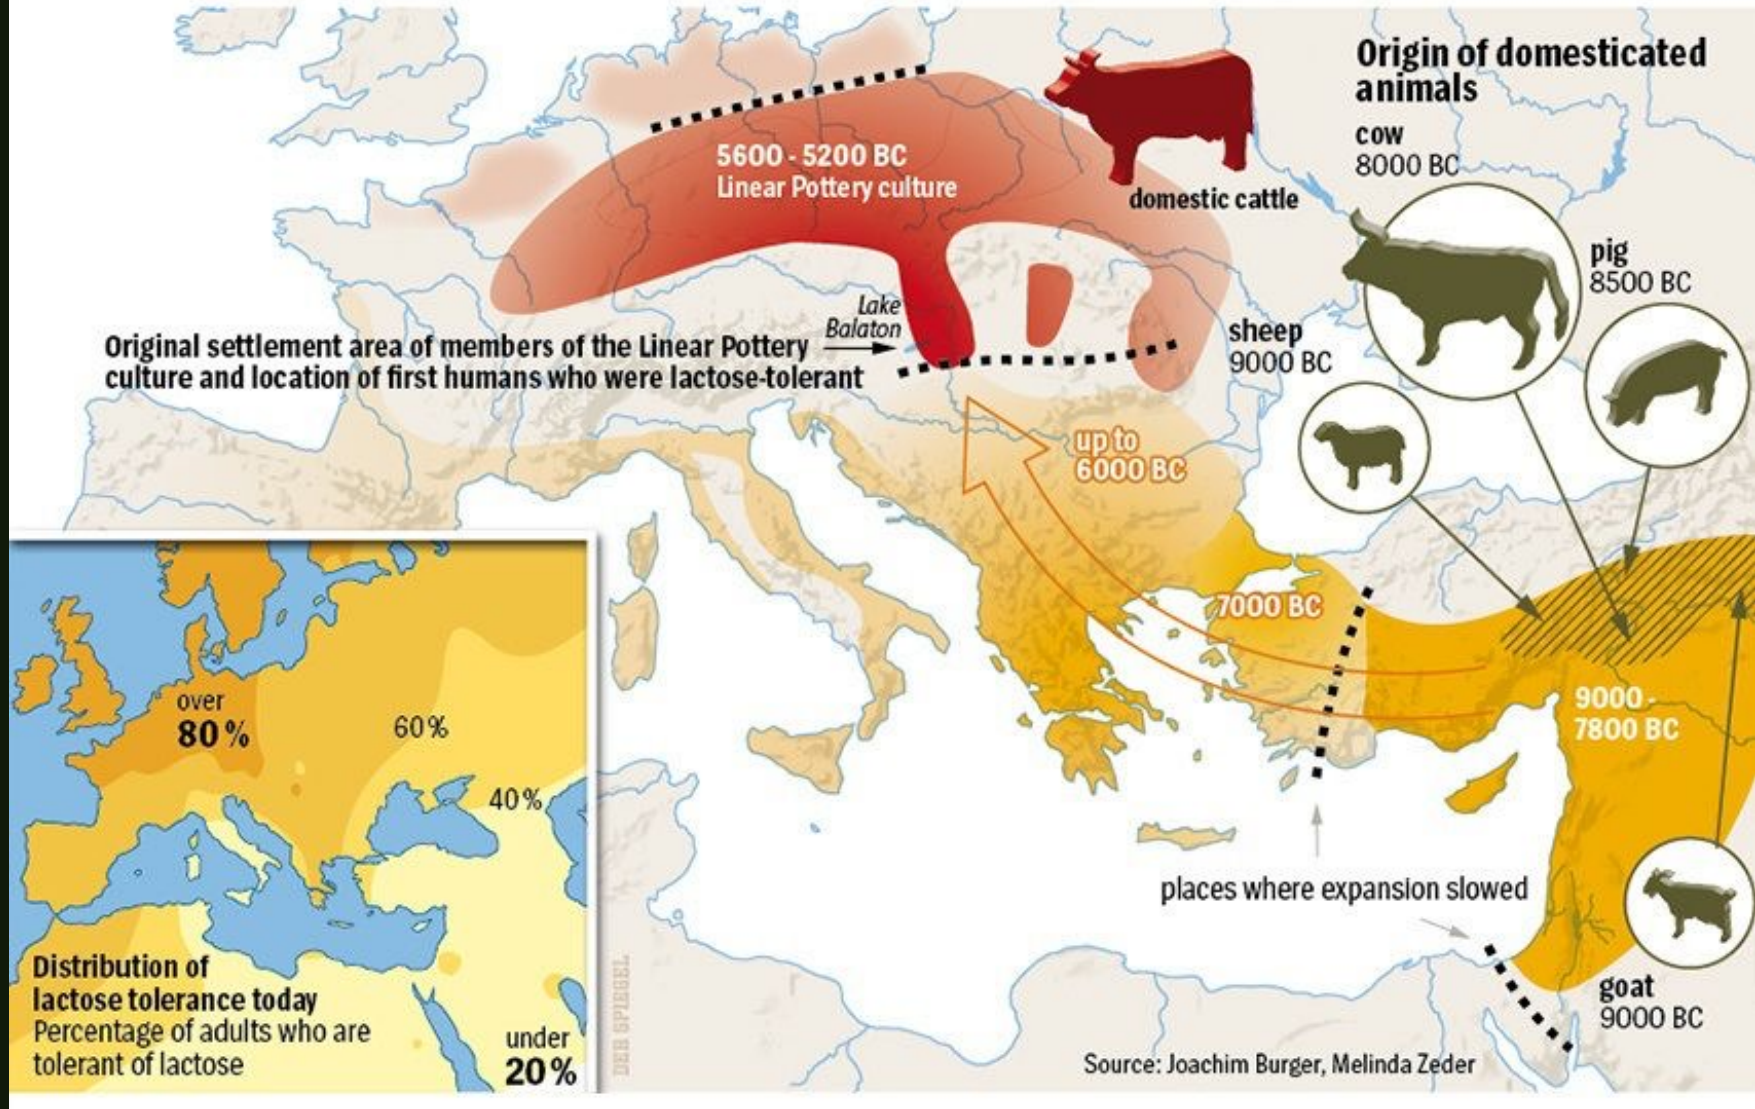 Origin of domesticated
animals
cow
8000 BC
pig
8500 BC
5600 - 5200 BC
Linear Pottery culture
domestic cattle
Lake
Balaton
sheep
9000 BC
Original settlement area of members of the Linear Pottery
culture and location of first humans who were lactose-tolerant
up to
6000 BC
7000 BC
9000 -
7800 BC
over
80 %
60 %
40 %
places where expansion slowed
Distribution of
lactose tolerance today
Percentage of adults who are
tolerant of lactose
under
20 %
DER SPIEGEL
goat
9000 BC
Source: Joachim Burger, Melinda Zeder